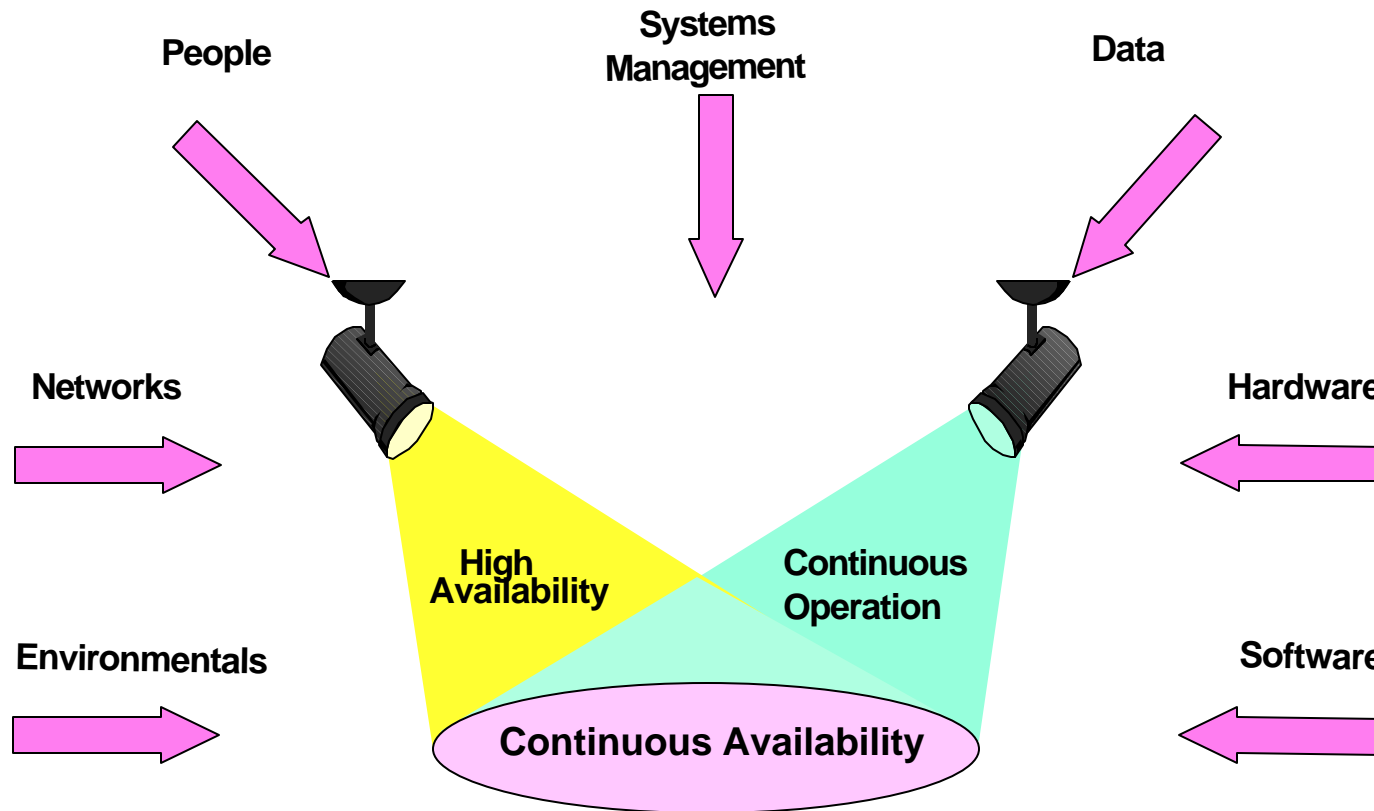 People
Systems
Management
Data
Networks
Hardware
High
Availability
Continuous
Operation
Environmentals
Software
Continuous Availability